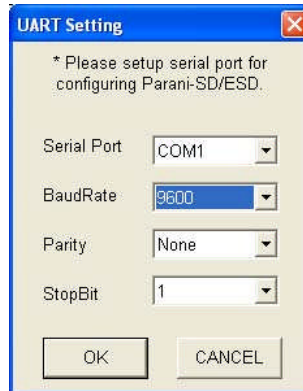 UART Setting
* Please setup serial port for
configuring Parani-SD/ESD.
Serial Port COM1
BaudRate 9600
Parity None
StopBit 1
OK CANCEL